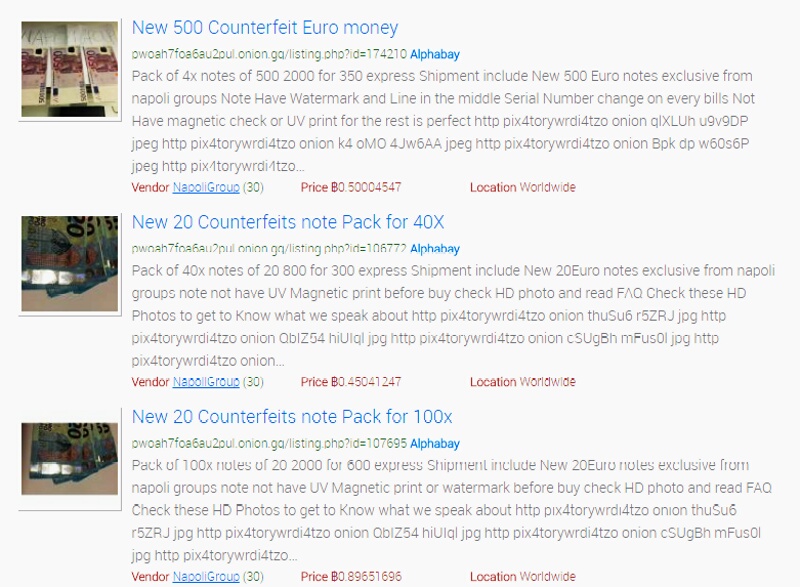 New 500 Counterfeit Euro money
pwoah7foa6au2pul.onion.gq/listing.php?id=174210 Alphabay
Pack of 4x notes of 500 2000 for 350 express Shipment include New 500 Euro notes exclusive from
napoli groups Note Have Watermark and Line in the middle Serial Number change on every bills Not
Have magnetic check or UV print for the rest is perfect http pix4torywrdi4tzo onion qlXLUh u9v9DP
jpeg http pix4torywrdi4tzo onion k4 oMO 4Jw6AA jpeg http pix4torywrdi4tzo onion Bpk dp w60s6P
jpeg http pix4torywrdi4tzo...
Vendor NapoliGroup (30) Price ฿0.50004547 Location Worldwide
New 20 Counterfeits note Pack for 40X
pwoah7foa6au2pul.onion.gq/listing.php?id=106772 Alphabay
Pack of 40x notes of 20 800 for 300 express Shipment include New 20Euro notes exclusive from napoli
groups note not have UV Magnetic print before buy check HD photo and read FAQ Check these HD
Photos to get to Know what we speak about http pix4torywrdi4tzo onion thuSu6 r5ZRJ jpg http
pix4torywrdi4tzo onion QbIZ54 hiUIql jpg http pix4torywrdi4tzo onion cSUgBh mFus0l jpg http
pix4torywrdi4tzo onion...
Vendor NapoliGroup (30) Price ฿0.45041247 Location Worldwide
New 20 Counterfeits note Pack for 100x
pwoah7foa6au2pul.onion.gq/listing.php?id=107695 Alphabay
Pack of 100x notes of 20 2000 for 600 express Shipment include New 20Euro notes exclusive from
napoli groups note not have UV Magnetic print or watermark before buy check HD photo and read FAQ
Check these HD Photos to get to Know what we speak about http pix4torywrdi4tzo onion thuSu6
r5ZRJ jpg http pix4torywrdi4tzo onion QbIZ54 hiUIql jpg http pix4torywrdi4tzo onion cSUgBh mFus0l
jpg http pix4torywrdi4tzo...
Vendor NapoliGroup (30) Price ฿0.89651696 Location Worldwide